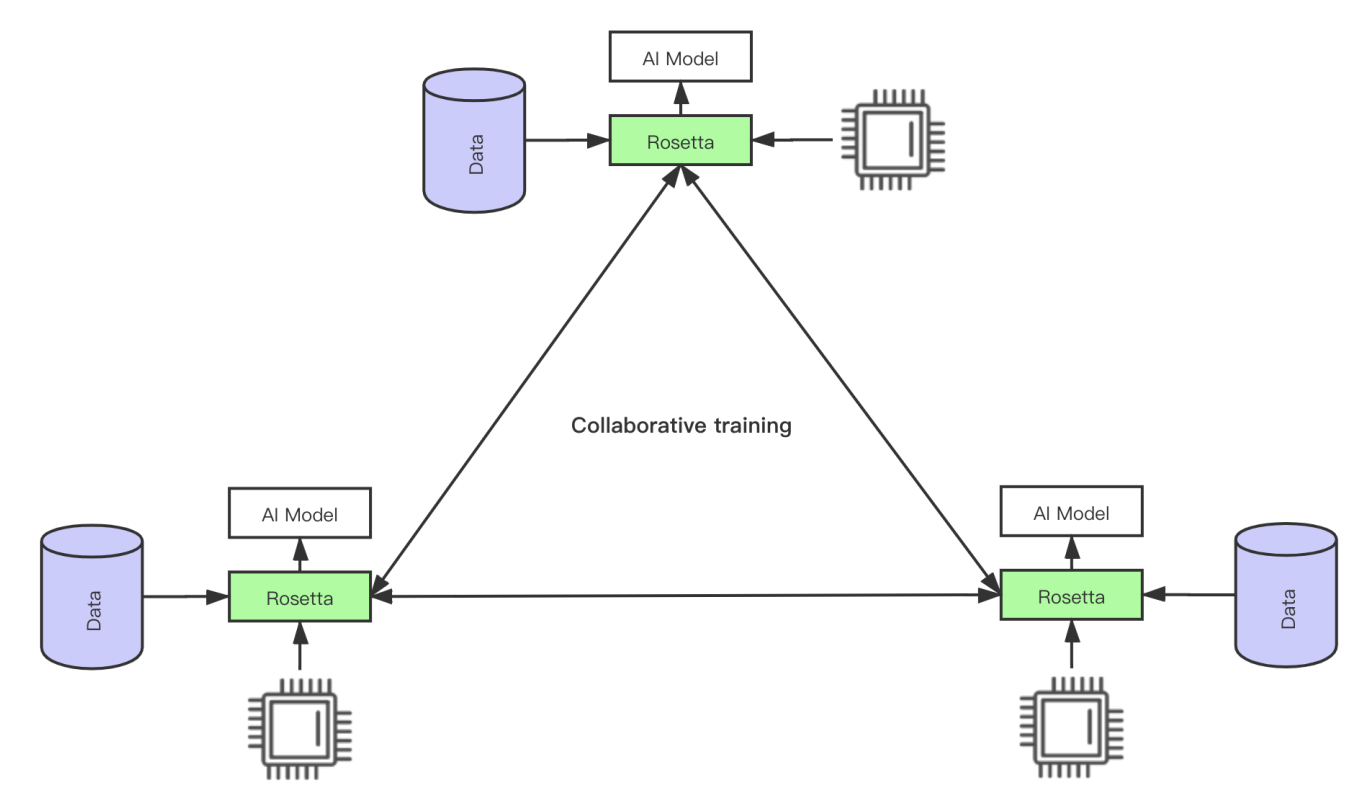 AI Model
Data
Rosetta
Collaborative training
AI Model
Data
Rosetta
AI Model
Rosetta
Data